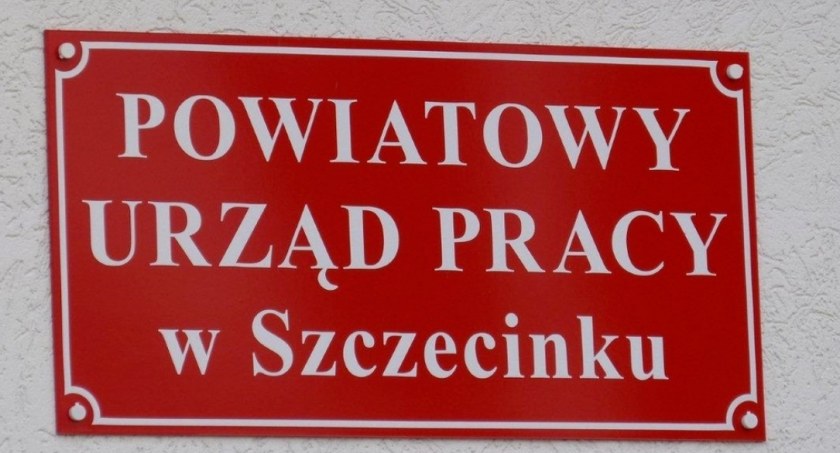 POWIATOWY
URZĄD PRACY
w Szczecinku